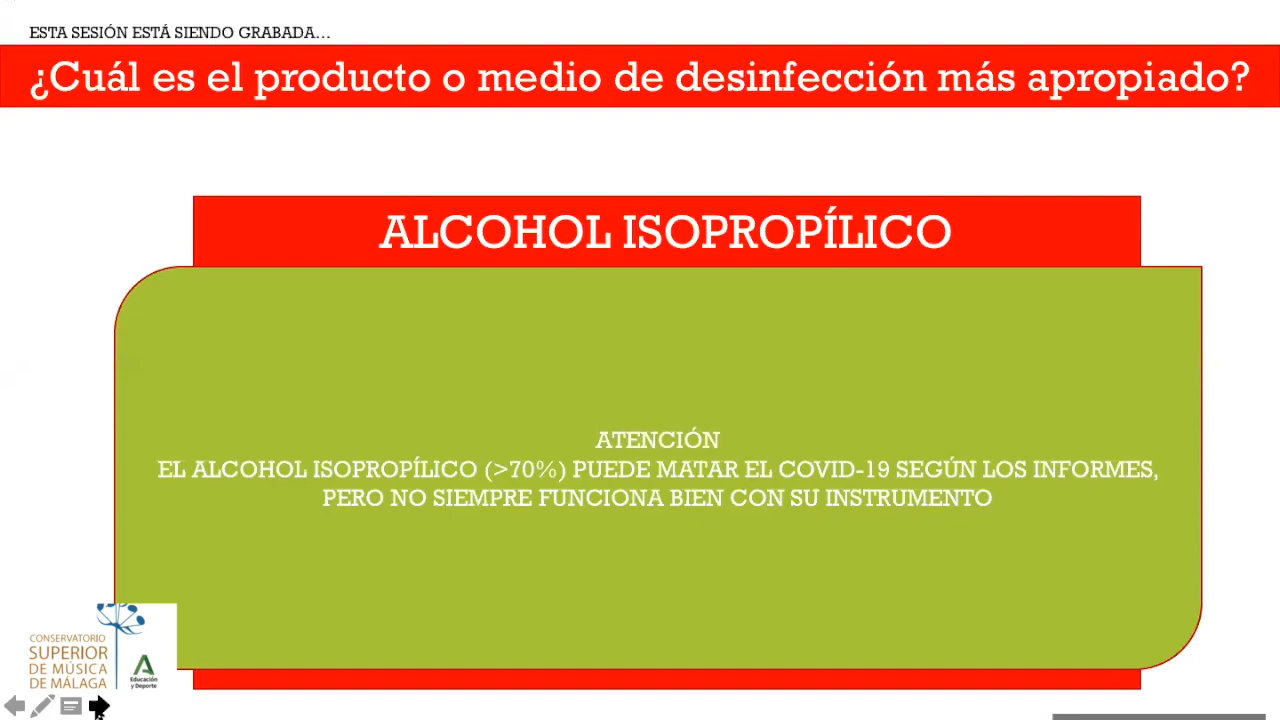 ESTA SESIÓN ESTÁ SIENDO GRABADA...
¿Cuál es el producto o medio de desinfección más apropiado?
ALCOHOL ISOPROPÍLICO
ATENCIÓN
EL ALCOHOL ISOPROPÍLICO (>70%) PUEDE MATAR EL COVID-19 SEGÚN LOS INFORMES,
PERO NO SIEMPRE FUNCIONA BIEN CON SU INSTRUMENTO
CONSERVATORIO
SUPERIOR
DE MÚSICA
DE MÁLAGA
Educación
y Deporte